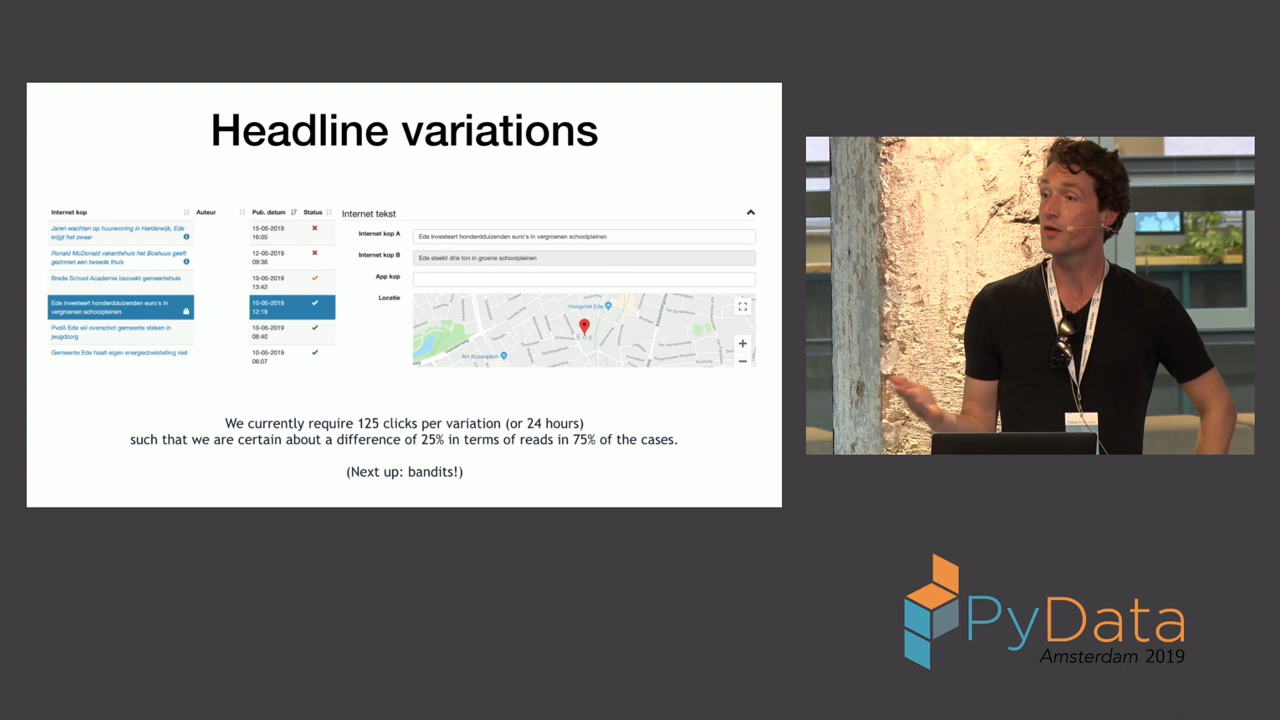 Headline variations
Internet kop Auteur Pub. datum Status
Jaren wachten op huurwoning in Harderwijk, Ede
krijgt het zwaar
15-05-2019
16:05
Ronald McDonald vakantiehuis het Boshuus geeft
gezinnen een tweede thuis
12-05-2019
09:36
Brede School Academie bezoekt gemeentehuis
10-05-2019
13:42
Ede investeert honderdduizenden euro's in
vergroenen schoolpleinen
10-05-2019
12:19
PvdA Ede wil overschot gemeente steken in
jeugdzorg
10-05-2019
06:40
Gemeente Ede haalt eigen energiedoelstelling niet
10-05-2019
06:07
Internet tekst
Internet kop A Ede investeert honderdduizenden euro's in vergroenen schoolpleinen
Internet kop B Ede steekt drie ton in groene schoolpleinen
App kop
Locatie
Hoogvliet Ede
Ede
Art Rozenplein
We currently require 125 clicks per variation (or 24 hours)
such that we are certain about a difference of 25% in terms of reads in 75% of the cases.
(Next up: bandits!)
PyData
Amsterdam 2019